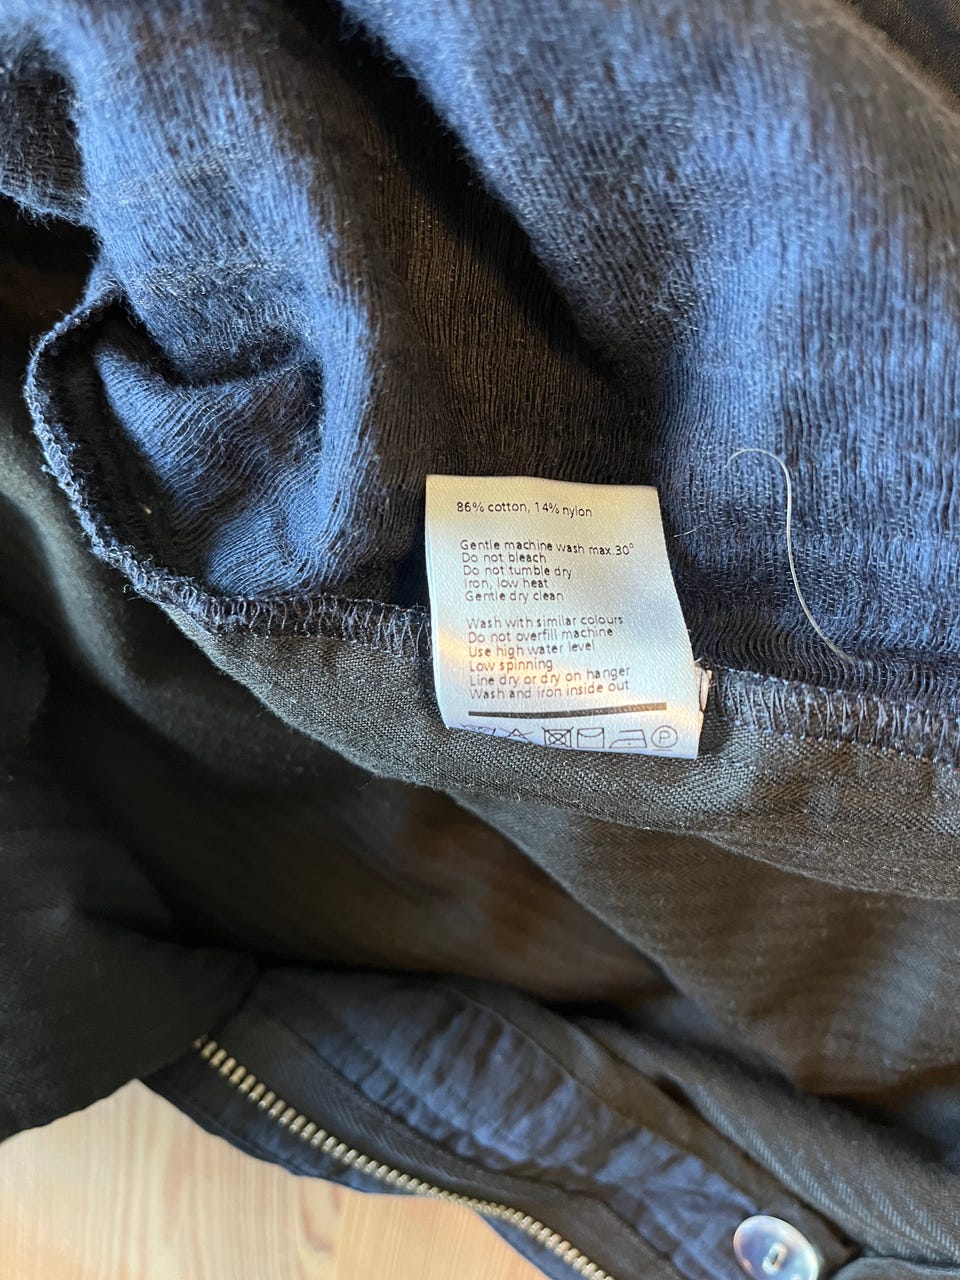 86% cotton, 14% nylon
Gentle machine wash max.30°
Do not bleach
Do not tumble dry
Iron, low heat
Gentle dry clean
Wash with similar colours
Do not overfill machine
Use high water level
Low spinning
Line dry or dry on hanger
Wash and iron inside out
P